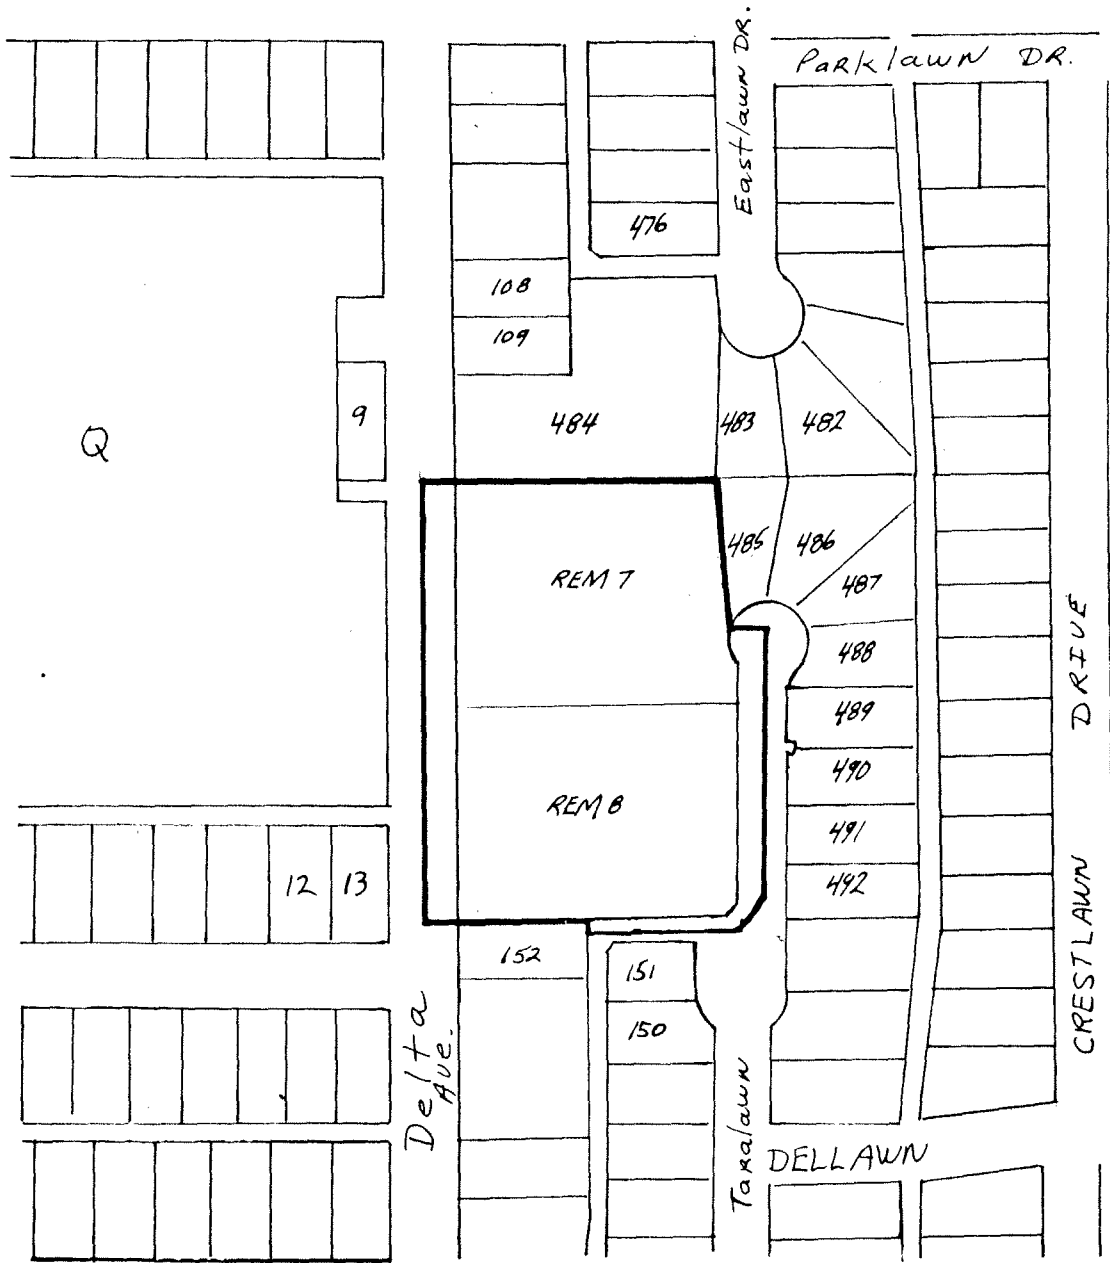 Eastlawn DR.
Parklawn DR.
476
108
109
484
483
482
9
Q
REM 7
485
486
487
488
489
490
REM 8
491
492
12
13
152
151
150
Delta
Ave.
Taralawn
DELLAWN
CRESTLAWN DRIVE